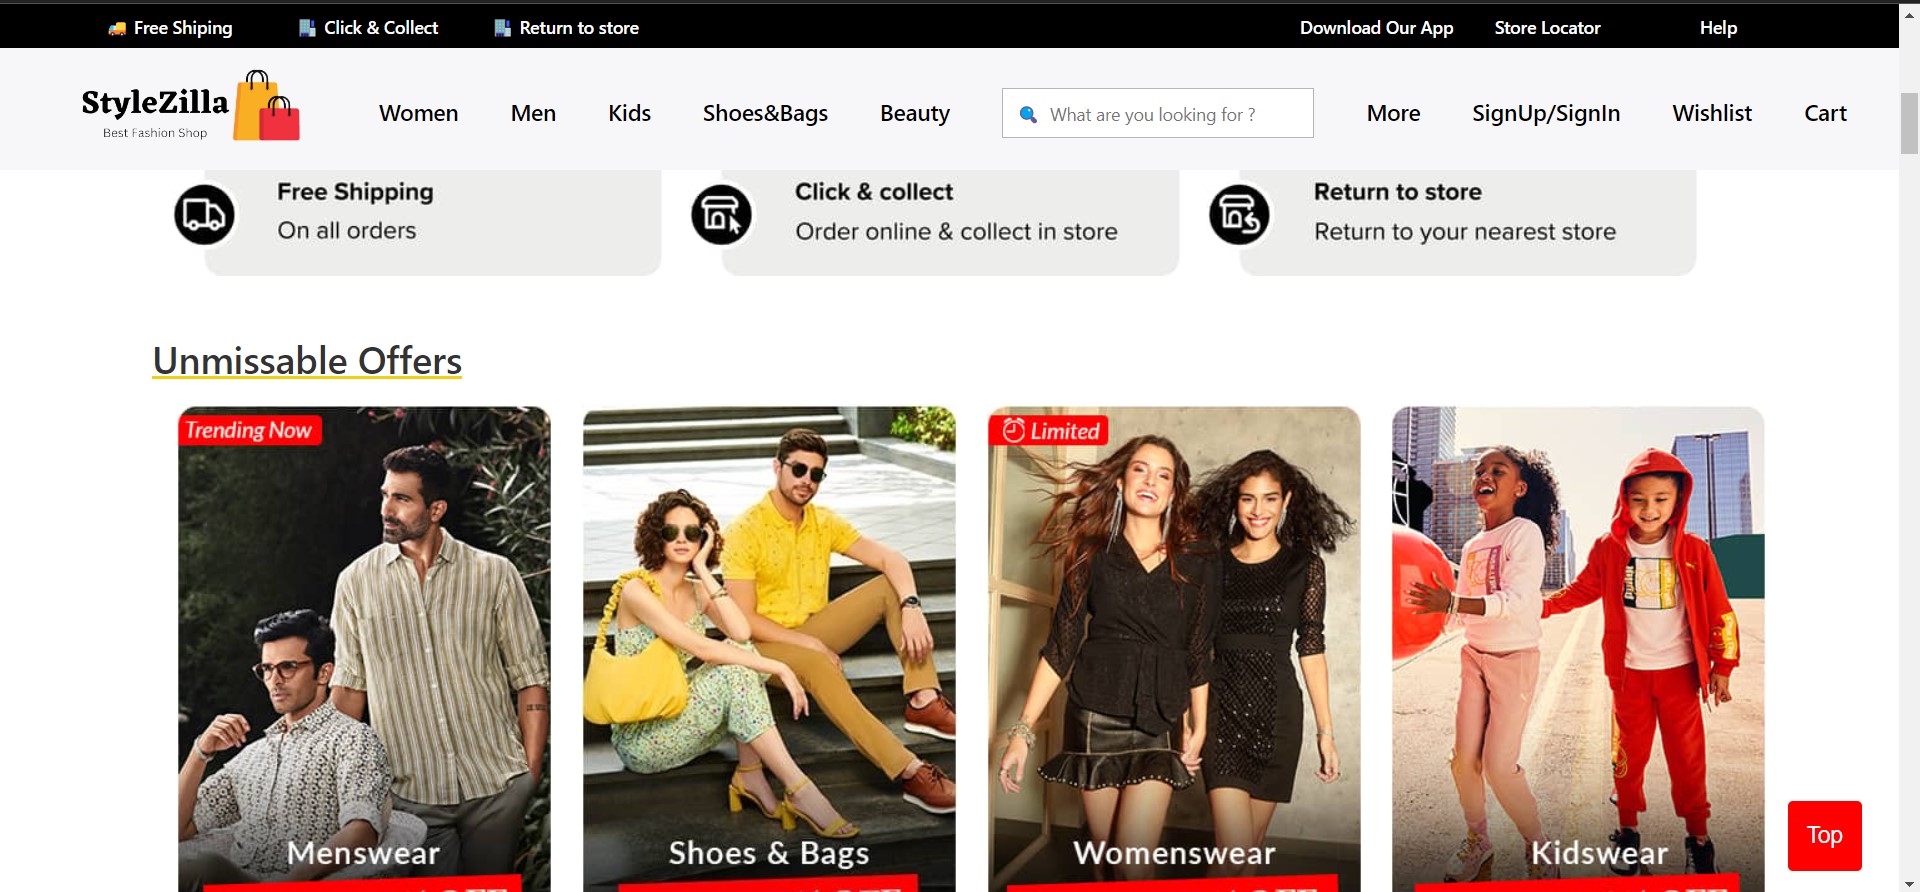 Free Shiping
Click & Collect
Return to store
Download Our App
Store Locator
Help
StyleZilla
Best Fashion Shop
Women
Men
Kids
Shoes&Bags
Beauty
What are you looking for ?
More
SignUp/SignIn
Wishlist
Cart
Free Shipping
On all orders
Click & collect
Order online & collect in store
Return to store
Return to your nearest store
Unmissable Offers
Trending Now
Limited
Menswear
Shoes & Bags
Womenswear
Kidswear
Top